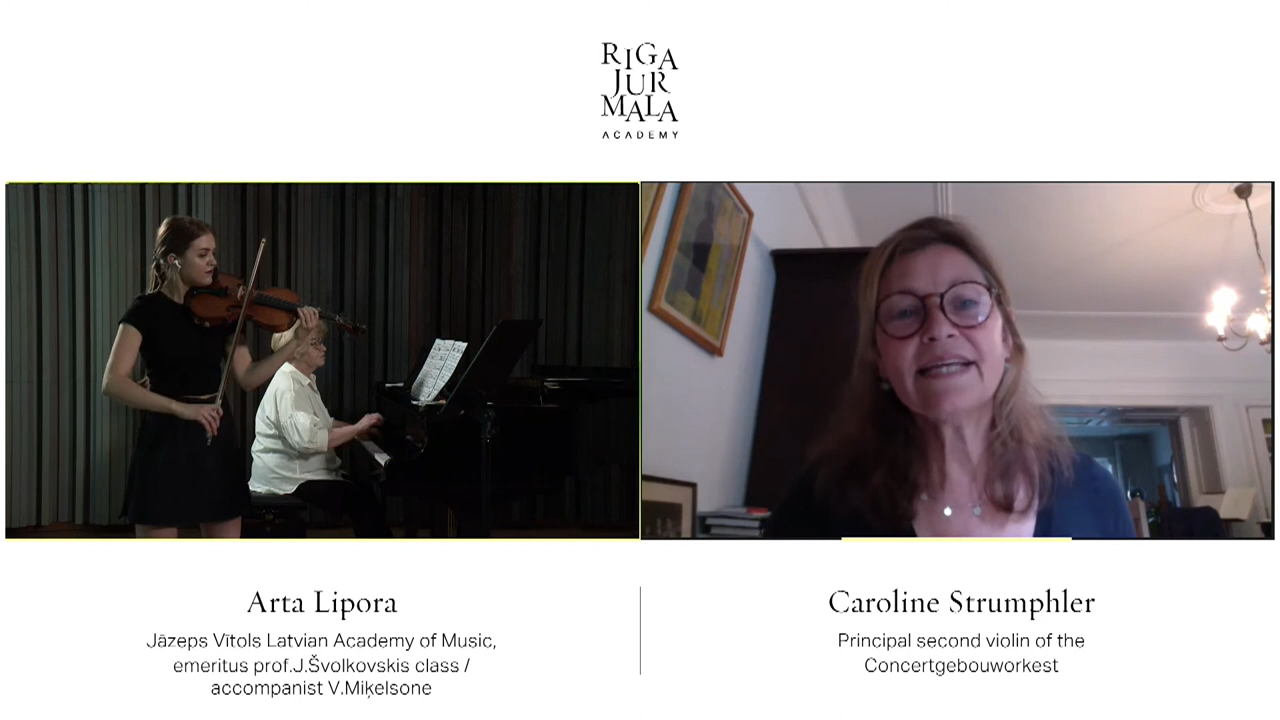 RIGA
JUR
MALA
ACADEMY
Arta Lipora
Jāzeps Vītols Latvian Academy of Music,
emeritus prof.J.Švolkovskis class /
accompanist V.Miķelsone
Caroline Strumphler
Principal second violin of the
Concertgebouworkest